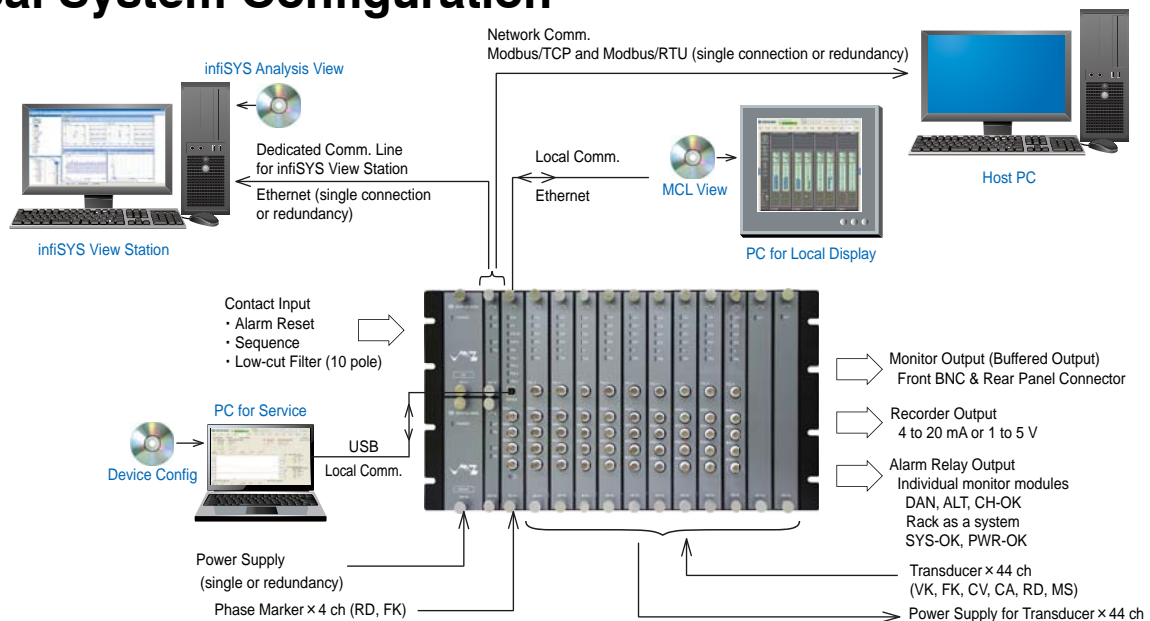 al System Configuration
Network Comm.
Modbus/TCP and Modbus/RTU (single connection or redundancy)
infiSYS Analysis View
Dedicated Comm. Line
for infiSYS View Station
Ethernet (single connection
or redundancy)
infiSYS View Station
Local Comm.
Ethernet
MCL View
PC for Local Display
Host PC
Contact Input
・Alarm Reset
・Sequence
・Low-cut Filter (10 pole)
PC for Service
Device Config
USB
Local Comm.
Monitor Output (Buffered Output)
Front BNC & Rear Panel Connector
Recorder Output
4 to 20 mA or 1 to 5 V
Alarm Relay Output
Individual monitor modules
DAN, ALT, CH-OK
Rack as a system
SYS-OK, PWR-OK
Power Supply
(single or redundancy)
Phase Marker × 4 ch (RD, FK)
Transducer × 44 ch
(VK, FK, CV, CA, RD, MS)
Power Supply for Transducer × 44 ch